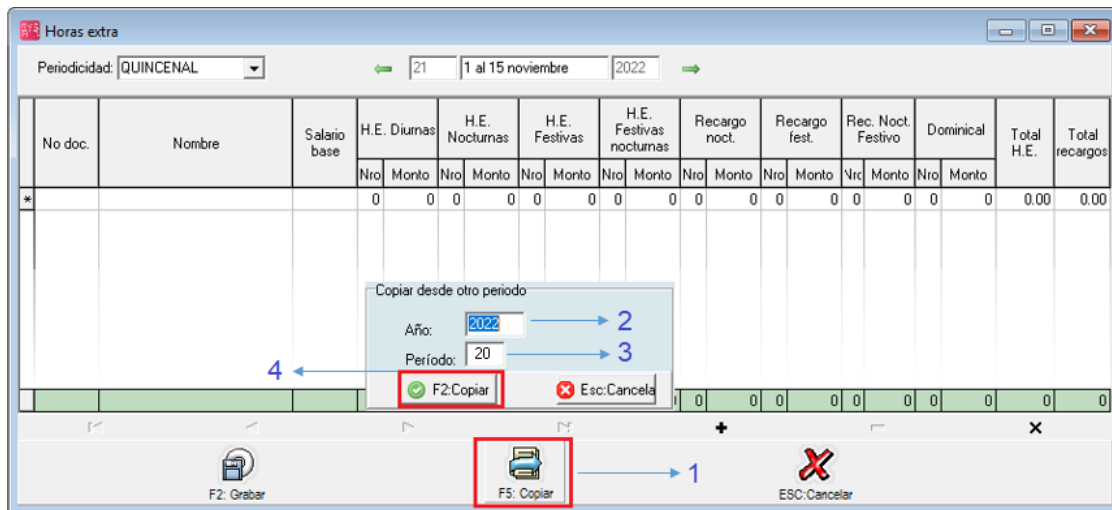 Horas extra
Periodicidad: QUINCENAL 21 1 al 15 noviembre 2022
No doc. Nombre Salario base H.E. Diurnas H.E. Nocturnas H.E. Festivas H.E. Festivas nocturnas Recargo noct. Recargo fest. Rec. Noct. Festivo Dominical Total H.E. Total recargos
Nro Monto Nro Monto Nro Monto Nro Monto Nro Monto Nro Monto Nro Monto Nro Monto
* 0 0 0 0 0 0 0 0 0 0 0 0 0 0 0 0 0.00 0.00
Copiar desde otro periodo
Año: 2022 2
Período: 20 3
4
F2:Copiar Esc:Cancela
0 0 0 0 0 0 0 0 0 0
F2: Grabar F5: Copiar 1 ESC:Cancelar